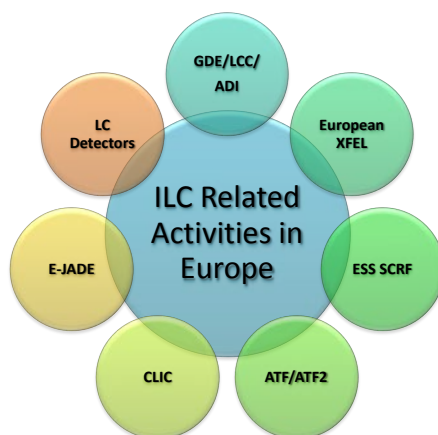 GDE/LCC/
ADI
European
XFEL
ESS SCRF
ATF/ATF2
CLIC
E-JADE
LC
Detectors
ILC Related
Activities in
Europe